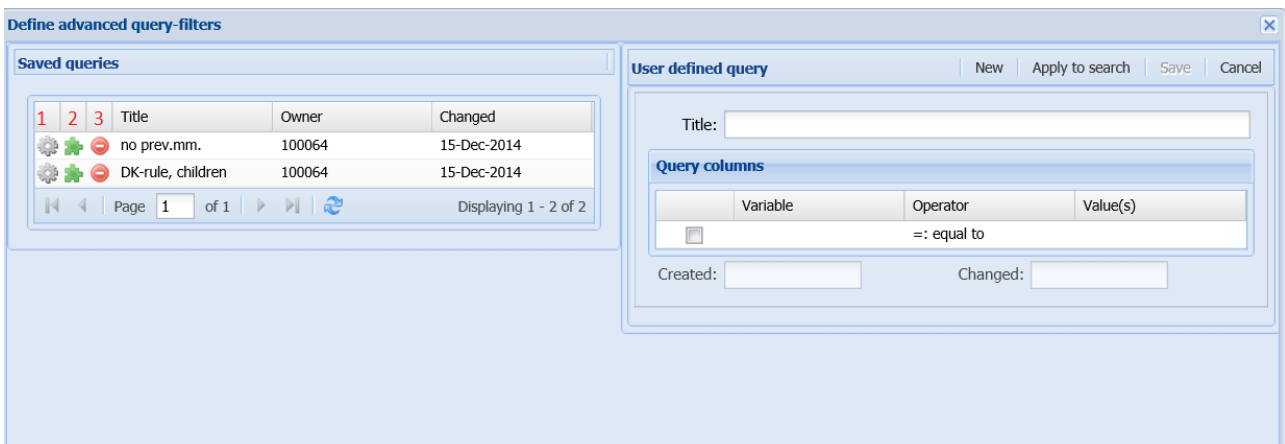 Define advanced query-filters
Saved queries
1 2 3 Title Owner Changed
no prev.mm. 100064 15-Dec-2014
DK-rule, children 100064 15-Dec-2014
Page 1 of 1 Displaying 1 - 2 of 2
User defined query New Apply to search Save Cancel
Title:
Query columns
Variable Operator Value(s)
=: equal to
Created: Changed: